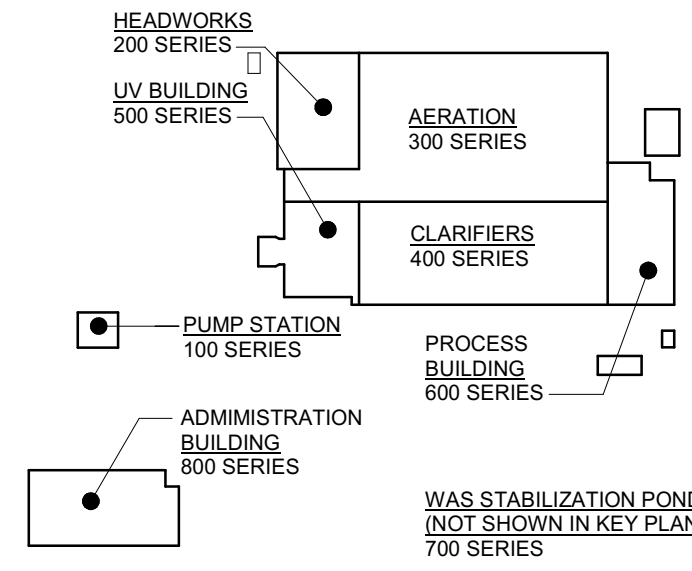 HEADWORKS
200 SERIES
UV BUILDING
500 SERIES
AERATION
300 SERIES
CLARIFIERS
400 SERIES
PUMP STATION
100 SERIES
PROCESS
BUILDING
600 SERIES
ADMIMISTRATION
BUILDING
800 SERIES
WAS STABILIZATION POND
(NOT SHOWN IN KEY PLAN
700 SERIES